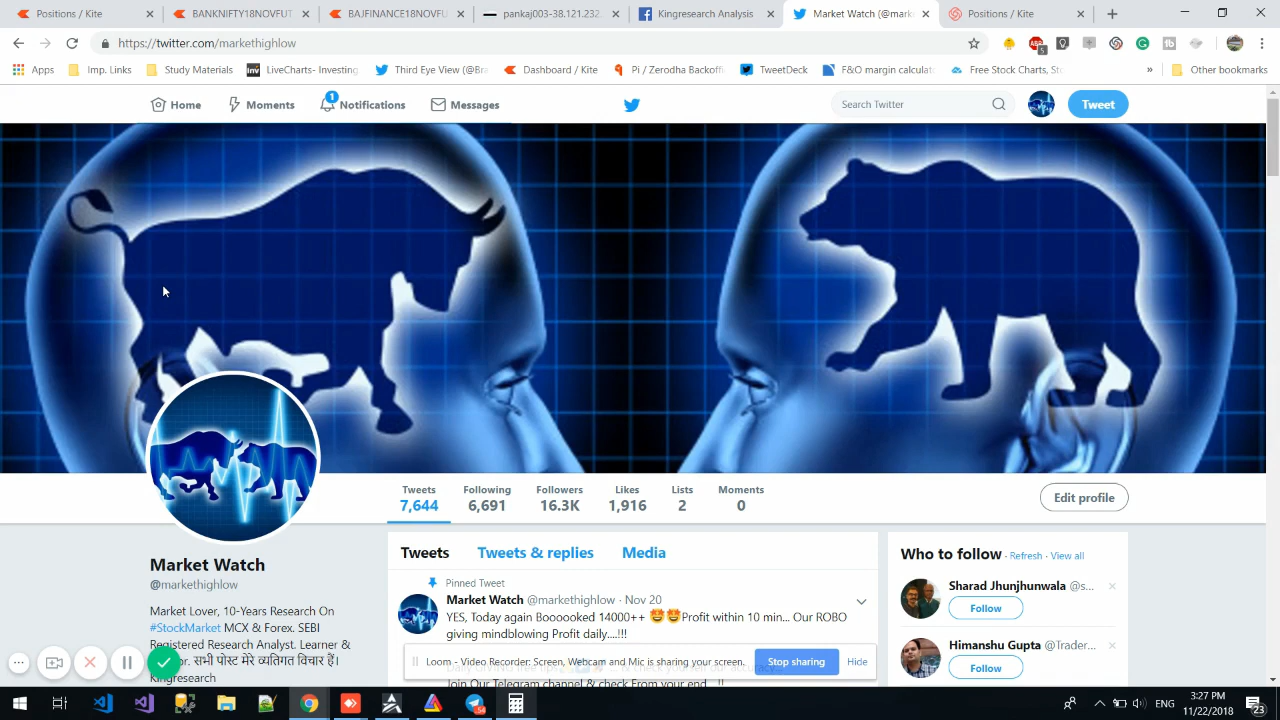 Positions / Kite
BANKNIFTY18NOVFUT
BAJFINANCE18NOVFU
pankaj003-38.121.232.
Kingresearch Analysis
Market Watch (@mark
Positions / Kite
https://twitter.com/markethighlow
Apps
Imp. Links
Study Materials
LiveCharts Investing
Third Eye View (@Bra
Dashboard / Kite
Pi / Zerodha Backoff
TweetDeck
F&O margin calculat
Free Stock Charts, Sto
Other bookmarks
Home
Moments
1
Notifications
Messages
Search Twitter
Tweet
Tweets
Following
Followers
Likes
Lists
Moments
7,644
6,691
16.3K
1,916
2
0
Edit profile
Market Watch
@markethighlow
Market Lover, 10-Years Research On
#StockMarket MCX & Forex. SEBI
Registered Research Analyst. Learner &
सभी पोस्ट मेरे व्यक्तिगत विचार हैं।
Kingresearch
Tweets
Tweets & replies
Media
Pinned Tweet
Market Watch @markethighlow · Nov 20
YES, Today again Boooooked 14000++ 🤩🤩Profit within 10 min... Our ROBO
giving mindblowing Profit daily....!!!
Loom - Video Recorder: Screen, Webcam and Mic is sharing your screen.
Stop sharing
Hide
Join Our Telegram channel & check From your end...!!
Who to follow · Refresh · View all
Sharad Jhunjhunwala @s...
Follow
Himanshu Gupta @Trader...
Follow
ENG
3:27 PM
11/22/2018
23